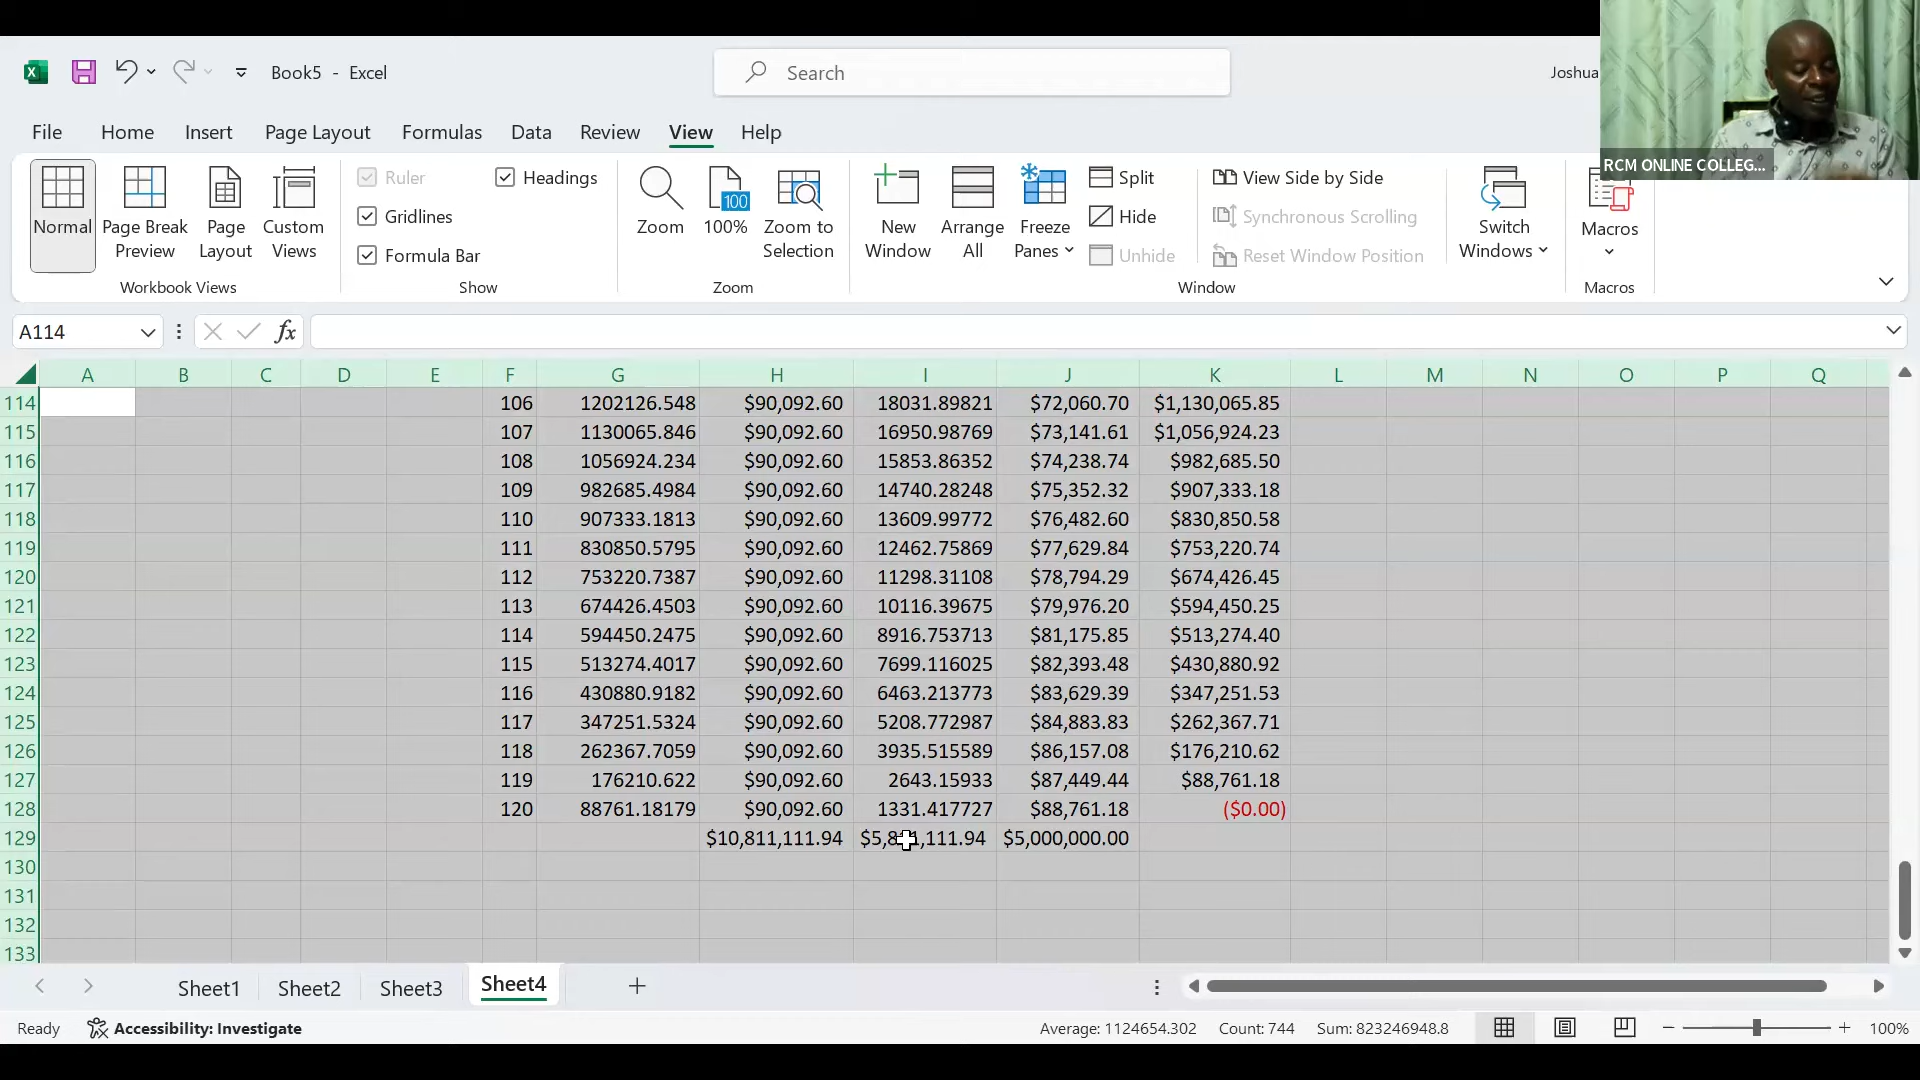 Book5 - Excel
Search
Joshua
File Home Insert Page Layout Formulas Data Review View Help
RCM ONLINE COLLEG...
Normal
Page Break Preview
Page Layout
Custom Views
Workbook Views
Ruler
Headings
Gridlines
Formula Bar
Show
Zoom
100
100%
Zoom to Selection
Zoom
New Window
Arrange All
Freeze Panes
Split
Hide
Unhide
View Side by Side
Synchronous Scrolling
Reset Window Position
Switch Windows
Window
Macros
Macros
A114
fx
A B C D E F G H I J K L M N O P Q
114 106 1202126.548 $90,092.60 18031.89821 $72,060.70 $1,130,065.85
115 107 1130065.846 $90,092.60 16950.98769 $73,141.61 $1,056,924.23
116 108 1056924.234 $90,092.60 15853.86352 $74,238.74 $982,685.50
117 109 982685.4984 $90,092.60 14740.28248 $75,352.32 $907,333.18
118 110 907333.1813 $90,092.60 13609.99772 $76,482.60 $830,850.58
119 111 830850.5795 $90,092.60 12462.75869 $77,629.84 $753,220.74
120 112 753220.7387 $90,092.60 11298.31108 $78,794.29 $674,426.45
121 113 674426.4503 $90,092.60 10116.39675 $79,976.20 $594,450.25
122 114 594450.2475 $90,092.60 8916.753713 $81,175.85 $513,274.40
123 115 513274.4017 $90,092.60 7699.116025 $82,393.48 $430,880.92
124 116 430880.9182 $90,092.60 6463.213773 $83,629.39 $347,251.53
125 117 347251.5324 $90,092.60 5208.772987 $84,883.83 $262,367.71
126 118 262367.7059 $90,092.60 3935.515589 $86,157.08 $176,210.62
127 119 176210.622 $90,092.60 2643.15933 $87,449.44 $88,761.18
128 120 88761.18179 $90,092.60 1331.417727 $88,761.18 ($0.00)
129 $10,811,111.94 $5,000,000.00
130
131
132
133
Sheet1 Sheet2 Sheet3 Sheet4
Ready Accessibility: Investigate Average: 1124654.302 Count: 744 Sum: 823246948.8 100%